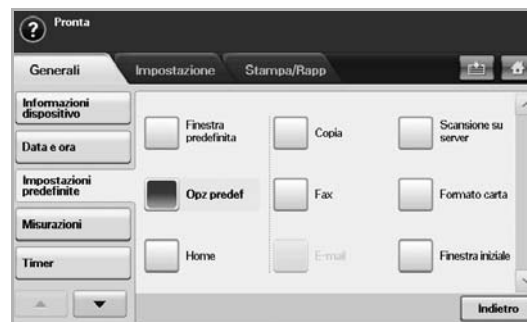 ?
Pronta
Generali
Impostazione
Stampa/Rapp
Informazioni
dispositivo
Data e ora
Impostazioni
predefinite
Misurazioni
Timer
Finestra
predefinita
Copia
Scansione su
server
Opz predef
Fax
Formato carta
Home
E-mail
Finestra iniziale
Indietro